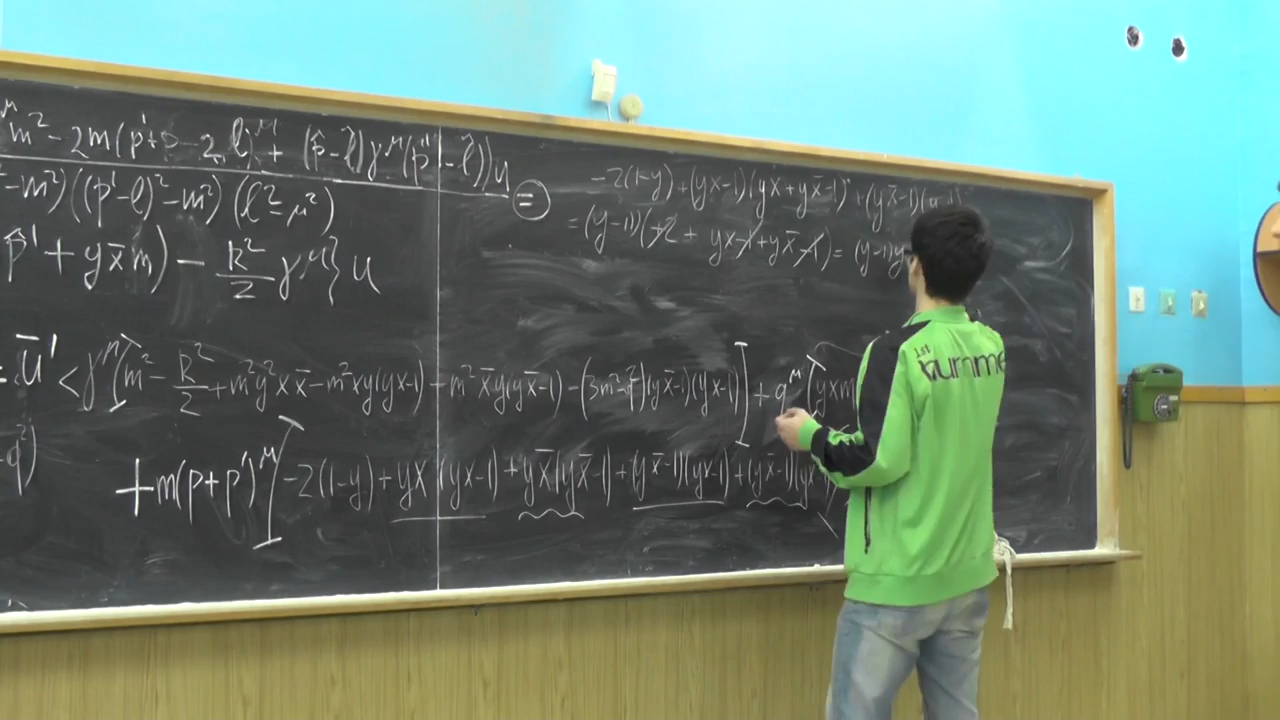 γ^μ m² − 2m(p'+p−2l)^μ + (p̂−l̂)γ^μ(p̂'−l̂))u =
−m²)((p'−l)²−m²)(l²−μ²)
p̂' + yx̄m) − k²/2 γ^μ}u
−2(1−y)+(yx−1)(yx+yx̄−1)+(yx̄−1)(
=(y−1)(+2 + yx−1+yx̄−1) = (y−1)y
ū' <γ^μ[m² − k²/2 + m²y²xx̄ − m²xy(yx−1) − m²x̄y(yx̄−1) − (3m²−q²)(yx̄−1)(yx−1)] + q^μ[yxm
−q²)
+m(p+p')^μ[−2(1−y)+yx(yx−1)+yx̄(yx̄−1)+(yx̄−1)(yx−1)+(yx̄−1)(yx
1st